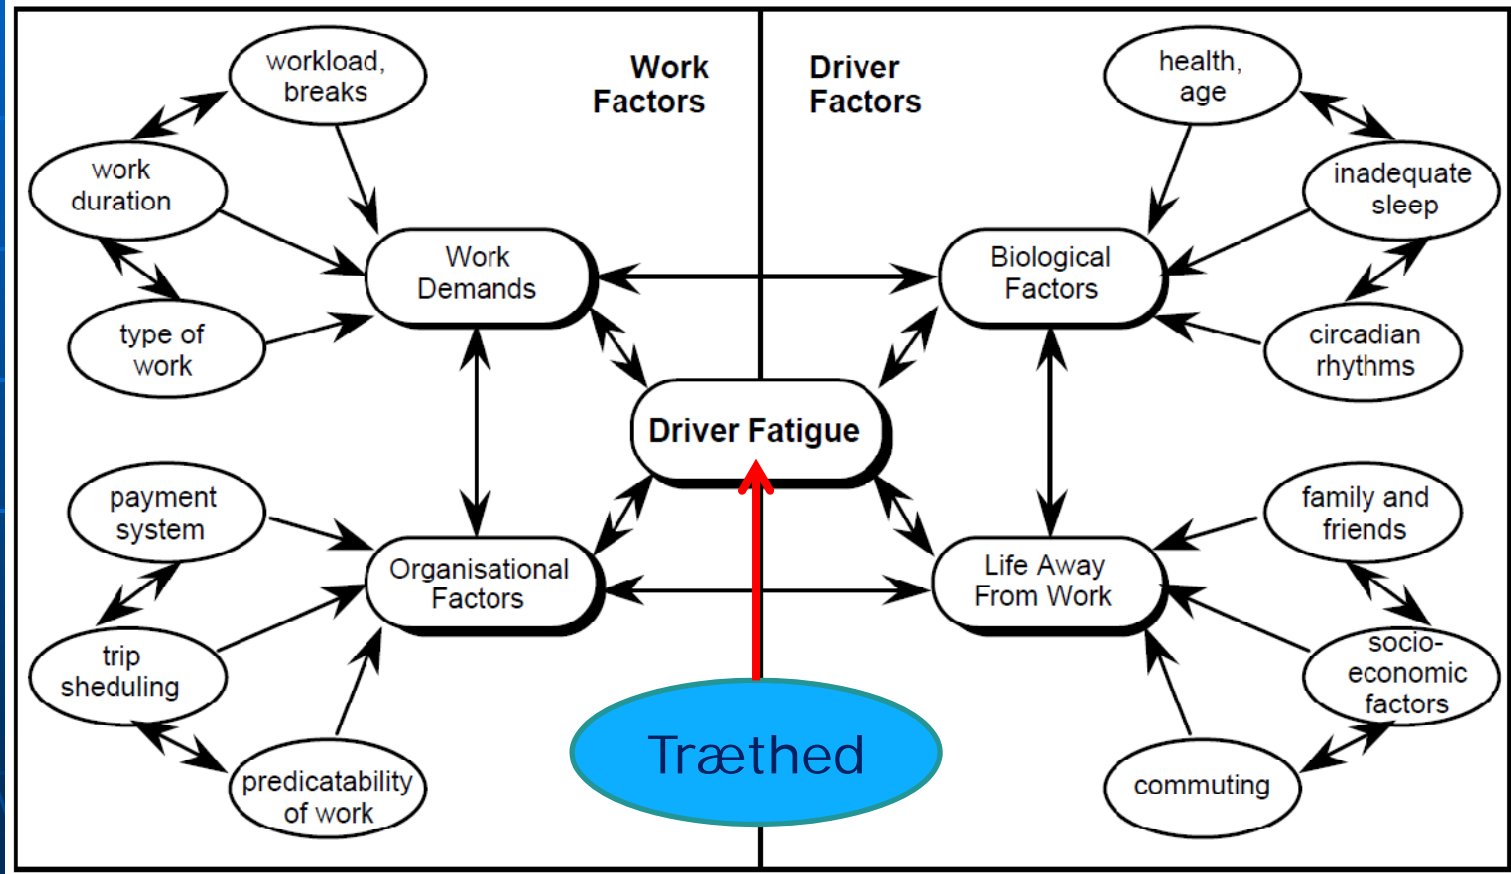 Work
Factors
Driver
Factors
workload,
breaks
work
duration
type of
work
Work
Demands
payment
system
trip
sheduling
predicatability
of work
Organisational
Factors
Driver Fatigue
Træthed
health,
age
inadequate
sleep
circadian
rhythms
Biological
Factors
family and
friends
socio-
economic
factors
commuting
Life Away
From Work